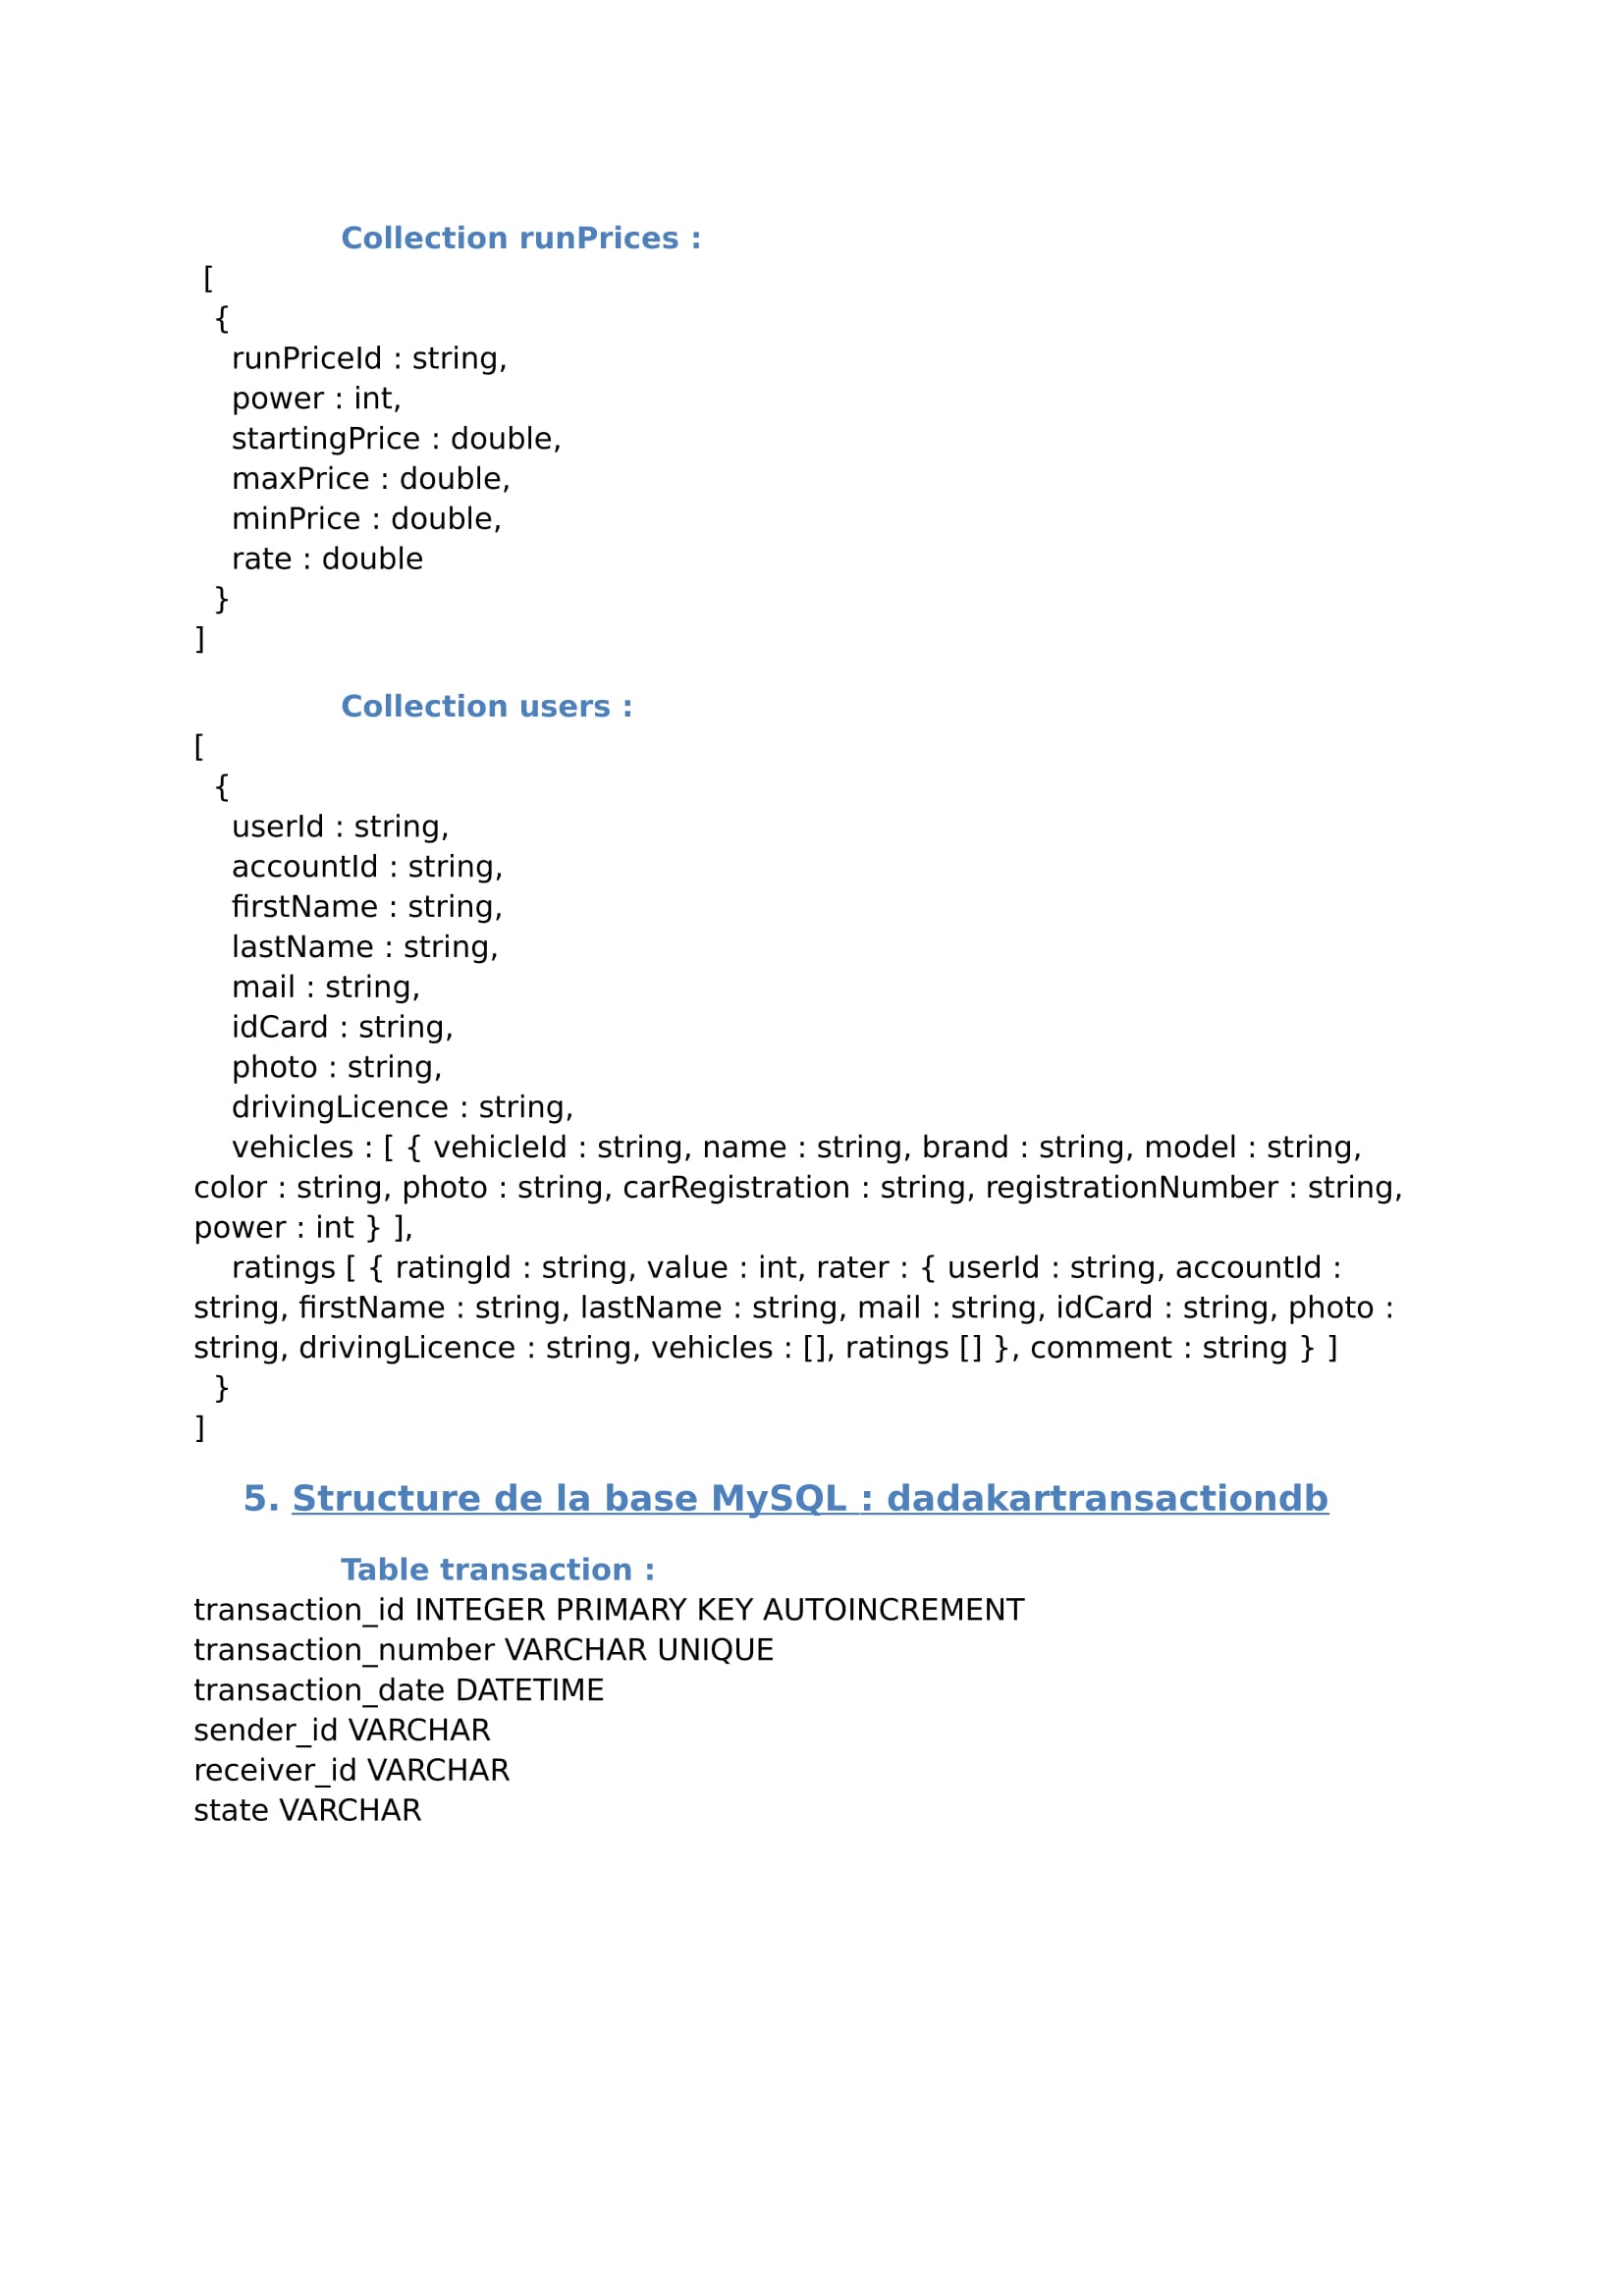 Collection runPrices :
[
{
runPriceId : string,
power : int,
startingPrice : double,
maxPrice : double,
minPrice : double,
rate : double
}
]
Collection users :
[
{
userId : string,
accountId : string,
firstName : string,
lastName : string,
mail : string,
idCard : string,
photo : string,
drivingLicence : string,
vehicles : [ { vehicleId : string, name : string, brand : string, model : string,
color : string, photo : string, carRegistration : string, registrationNumber : string,
power : int } ],
ratings [ { ratingId : string, value : int, rater : { userId : string, accountId :
string, firstName : string, lastName : string, mail : string, idCard : string, photo :
string, drivingLicence : string, vehicles : [], ratings [] }, comment : string } ]
}
]
5. Structure de la base MySQL : dadakartransactiondb
Table transaction :
transaction_id INTEGER PRIMARY KEY AUTOINCREMENT
transaction_number VARCHAR UNIQUE
transaction_date DATETIME
sender_id VARCHAR
receiver_id VARCHAR
state VARCHAR